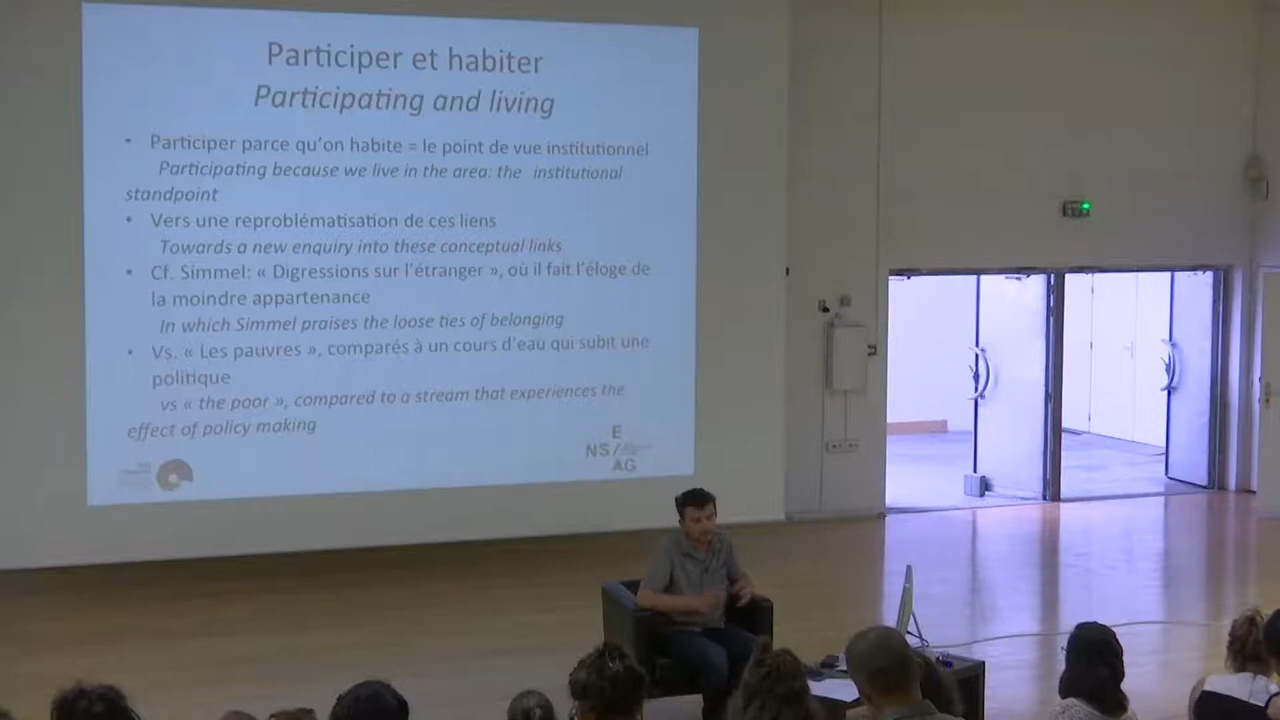 Participer et habiter
Participating and living
• Participer parce qu'on habite = le point de vue institutionnel
Participating because we live in the area: the institutional
standpoint
• Vers une reproblématisation de ces liens
Towards a new enquiry into these conceptual links
• Cf. Simmel: « Digressions sur l'étranger », où il fait l'éloge de
la moindre appartenance
In which Simmel praises the loose ties of belonging
• Vs. « Les pauvres », comparés à un cours d'eau qui subit une
politique
vs « the poor », compared to a stream that experiences the
effect of policy making
E
NS/
AG